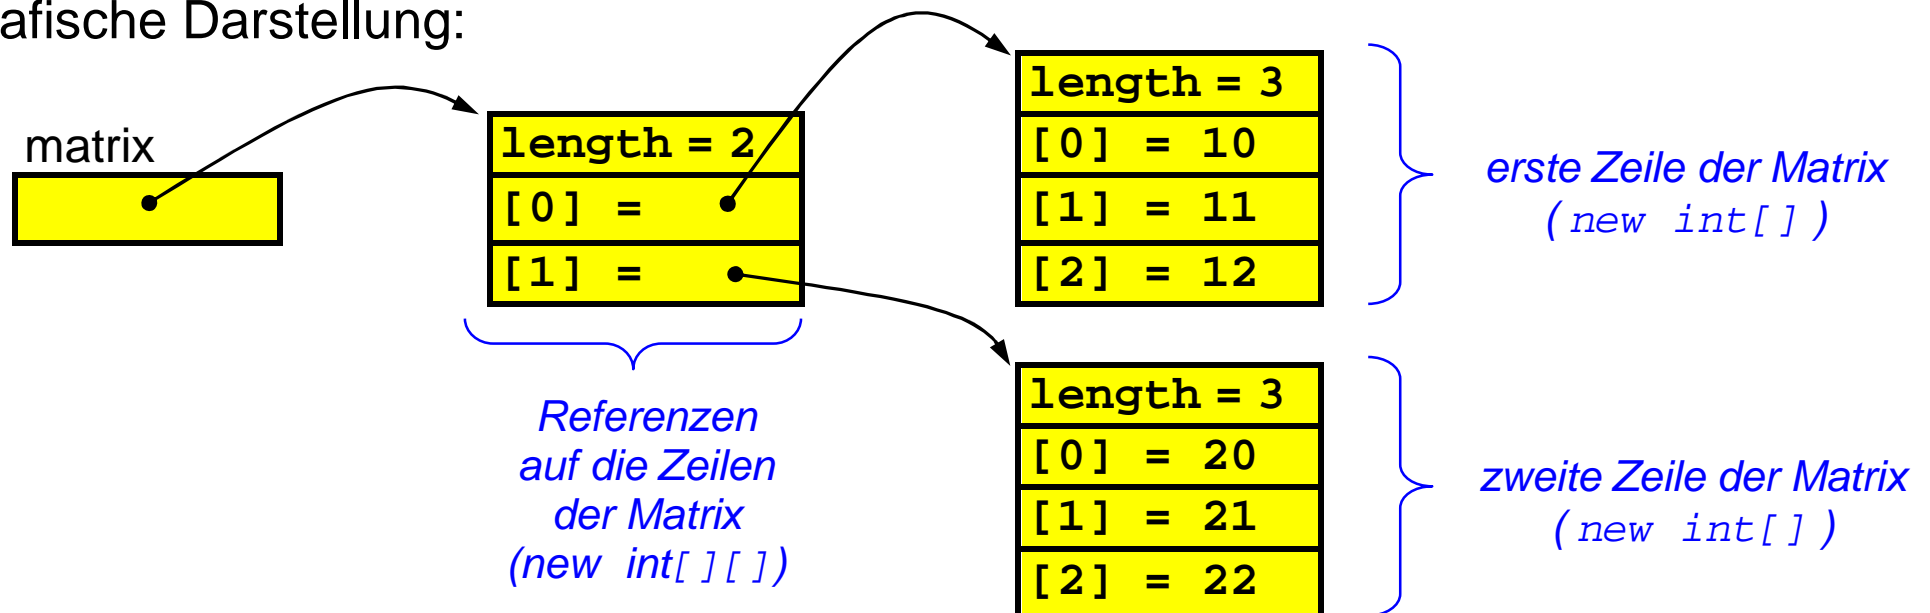 afische Darstellung:
matrix
length = 2
[0] =
[1] =
Referenzen
auf die Zeilen
der Matrix
(new int[][])
length = 3
[0] = 10
[1] = 11
[2] = 12
erste Zeile der Matrix
(new int[])
length = 3
[0] = 20
[1] = 21
[2] = 22
zweite Zeile der Matrix
(new int[])